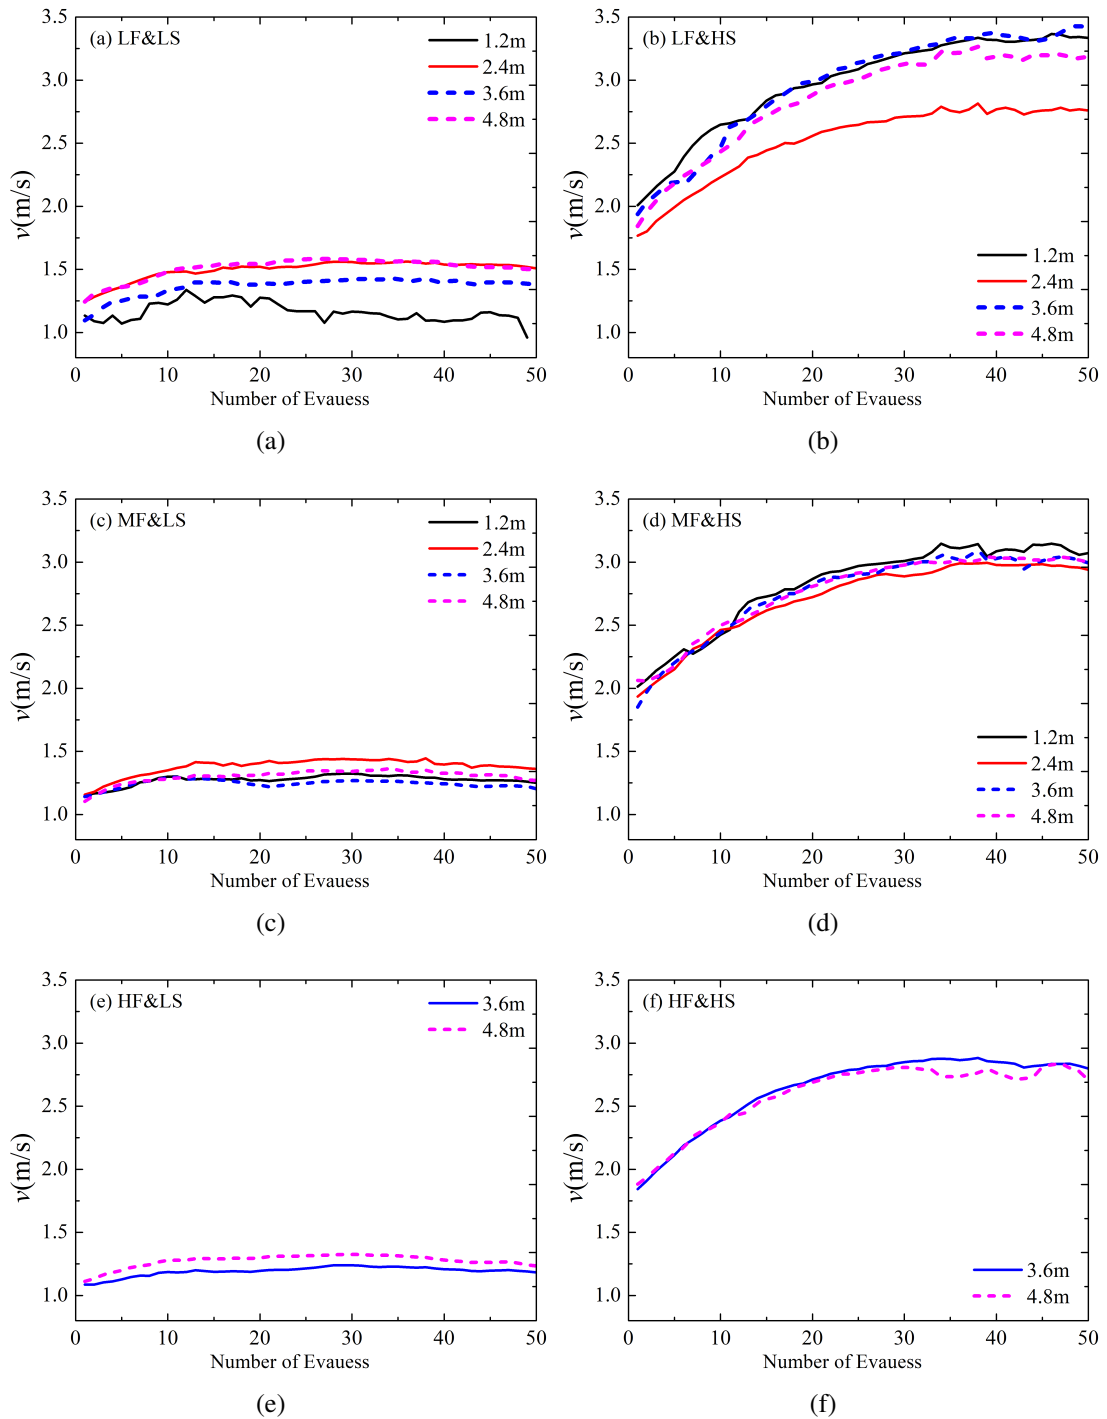 (a) LF&LS
1.2m
2.4m
3.6m
4.8m
3.5
3.0
2.5
2.0
1.5
1.0
v(m/s)
0 10 20 30 40 50
Number of Evauess
(a)
(b) LF&HS
3.5
3.0
2.5
2.0
1.5
1.0
v(m/s)
1.2m
2.4m
3.6m
4.8m
0 10 20 30 40 50
Number of Evauess
(b)
(c) MF&LS
1.2m
2.4m
3.6m
4.8m
3.5
3.0
2.5
2.0
1.5
1.0
v(m/s)
0 10 20 30 40 50
Number of Evauess
(c)
(d) MF&HS
3.5
3.0
2.5
2.0
1.5
1.0
v(m/s)
1.2m
2.4m
3.6m
4.8m
0 10 20 30 40 50
Number of Evauess
(d)
(e) HF&LS
3.6m
4.8m
3.5
3.0
2.5
2.0
1.5
1.0
v(m/s)
0 10 20 30 40 50
Number of Evauess
(e)
(f) HF&HS
3.5
3.0
2.5
2.0
1.5
1.0
v(m/s)
3.6m
4.8m
0 10 20 30 40 50
Number of Evauess
(f)